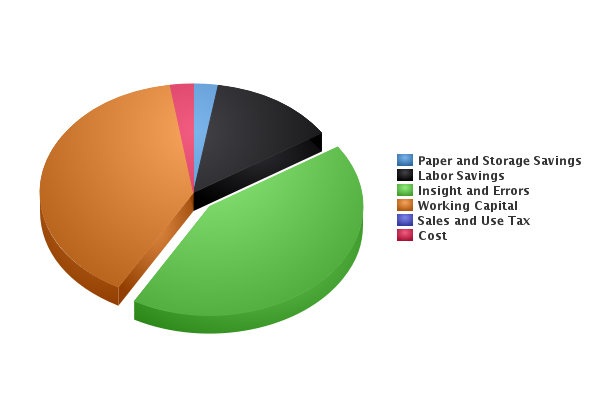 Paper and Storage Savings
Labor Savings
Insight and Errors
Working Capital
Sales and Use Tax
Cost